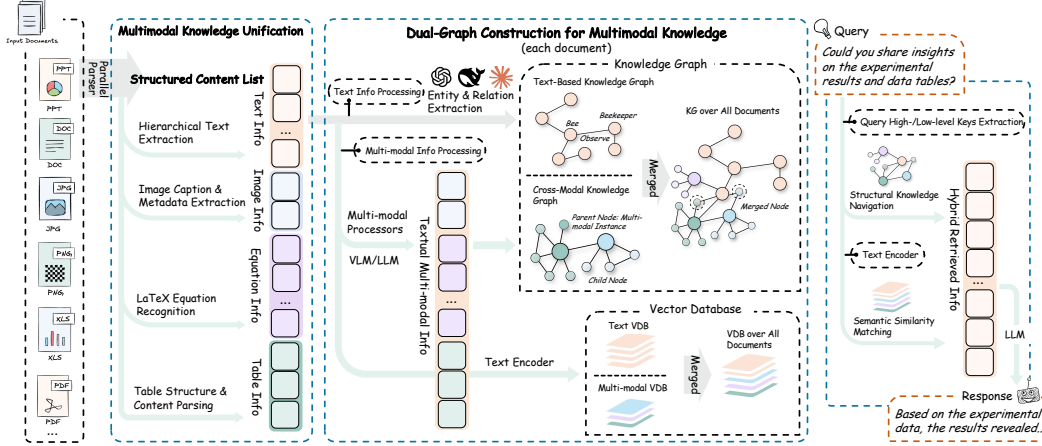 Input Documents
PPT
PPT
DOC
DOC
JPG
JPG
PNG
PNG
XLS
XLS
PDF
PDF
...
Parallel
Parser
Multimodal Knowledge Unification
Structured Content List
Hierarchical Text
Extraction
Image Caption &
Metadata Extraction
LaTeX Equation
Recognition
Table Structure &
Content Parsing
Text Info
...
Image Info
Equation Info
...
Table Info
Dual-Graph Construction for Multimodal Knowledge
(each document)
Text Info Processing
Entity & Relation
Extraction
...
Multi-modal Info Processing
Multi-modal
Processors
VLM/LLM
Textual Multi-modal Info
...
Text Encoder
Knowledge Graph
Text-Based Knowledge Graph
Bee
Beekeeper
Observe
Cross-Modal Knowledge
Graph
Parent Node: Multi-
modal Instance
Child Node
Merged
KG over All Documents
Merged Node
Vector Database
Text VDB
Multi-modal VDB
Merged
VDB over All
Documents
Query
Could you share insights
on the experimental
results and data tables?
Query High-/Low-level Keys Extraction
Structural Knowledge
Navigation
Text Encoder
Semantic Similarity
Matching
Hybrid Retrieved Info
...
LLM
Response
Based on the experimental
data, the results revealed..